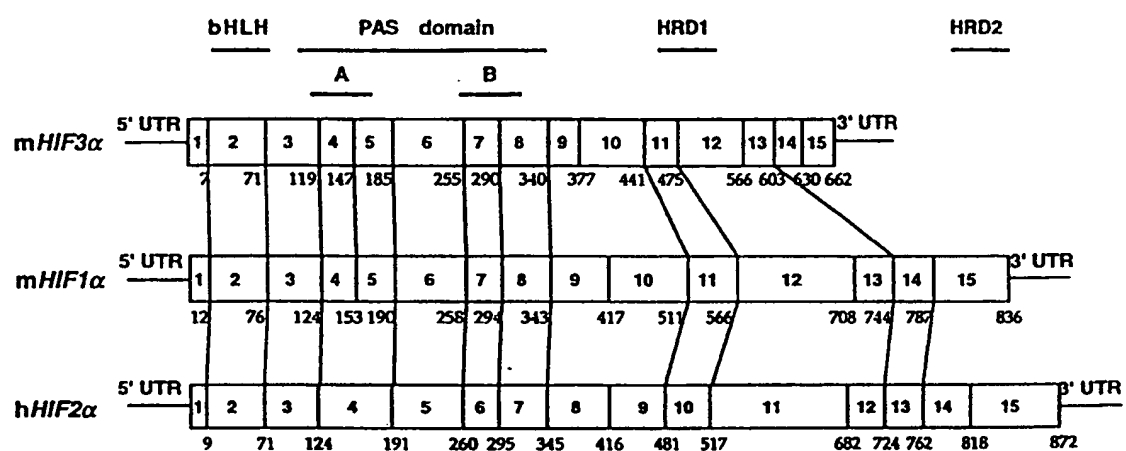 bHLH PAS domain HRD1 HRD2
A B
mHIF3α 5' UTR 1 2 3 4 5 6 7 8 9 10 11 12 13 14 15 3' UTR
7 71 119 147 185 255 290 340 377 441 475 566 603 630 662
mHIF1α 5' UTR 1 2 3 4 5 6 7 8 9 10 11 12 13 14 15 3' UTR
12 76 124 153 190 258 294 343 417 511 566 708 744 787 836
hHIF2α 5' UTR 1 2 3 4 5 6 7 8 9 10 11 12 13 14 15 3' UTR
9 71 124 191 260 295 345 416 481 517 682 724 762 818 872